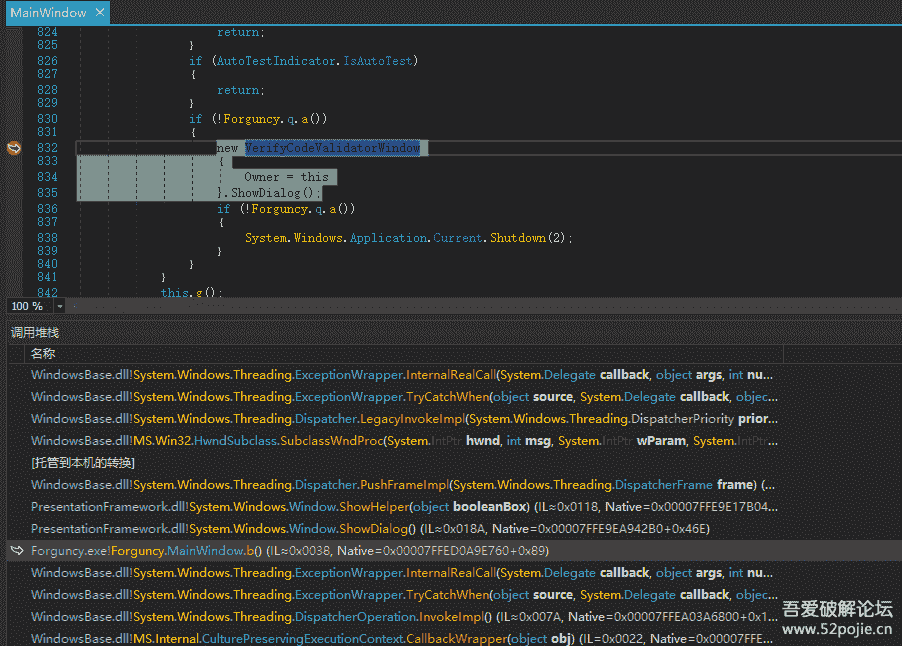 MainWindow ×
824 return;
825 }
826 if (AutoTestIndicator.IsAutoTest)
827 {
828 return;
829 }
830 if (!Forguncy.q.a())
831 {
832 new VerifyCodeValidatorWindow
833 {
834 Owner = this
835 }.ShowDialog();
836 if (!Forguncy.q.a())
837 {
838 System.Windows.Application.Current.Shutdown(2);
839 }
840 }
841 }
842 this.g();
100 %
调用堆栈
名称
WindowsBase.dll!System.Windows.Threading.ExceptionWrapper.InternalRealCall(System.Delegate callback, object args, int nu...
WindowsBase.dll!System.Windows.Threading.ExceptionWrapper.TryCatchWhen(object source, System.Delegate callback, objec...
WindowsBase.dll!System.Windows.Threading.Dispatcher.LegacyInvokeImpl(System.Windows.Threading.DispatcherPriority prior...
WindowsBase.dll!MS.Win32.HwndSubclass.SubclassWndProc(System.IntPtr hwnd, int msg, System.IntPtr wParam, System.IntPtr...
[托管到本机的转换]
WindowsBase.dll!System.Windows.Threading.Dispatcher.PushFrameImpl(System.Windows.Threading.DispatcherFrame frame) (...
PresentationFramework.dll!System.Windows.Window.ShowHelper(object booleanBox) (IL≈0x0118, Native=0x00007FFE9E17B04...
PresentationFramework.dll!System.Windows.Window.ShowDialog() (IL≈0x018A, Native=0x00007FFE9EA942B0+0x46E)
Forguncy.exe!Forguncy.MainWindow.b() (IL≈0x0038, Native=0x00007FFED0A9E760+0x89)
WindowsBase.dll!System.Windows.Threading.ExceptionWrapper.InternalRealCall(System.Delegate callback, object args, int nu...
WindowsBase.dll!System.Windows.Threading.ExceptionWrapper.TryCatchWhen(object source, System.Delegate callback, objec...
WindowsBase.dll!System.Windows.Threading.DispatcherOperation.InvokeImpl() (IL≈0x007A, Native=0x00007FFEA03A6800+0x1...
WindowsBase.dll!MS.Internal.CulturePreservingExecutionContext.CallbackWrapper(object obj) (IL=0x0022, Native=0x00007FFE...
吾爱破解论坛
www.52pojie.cn